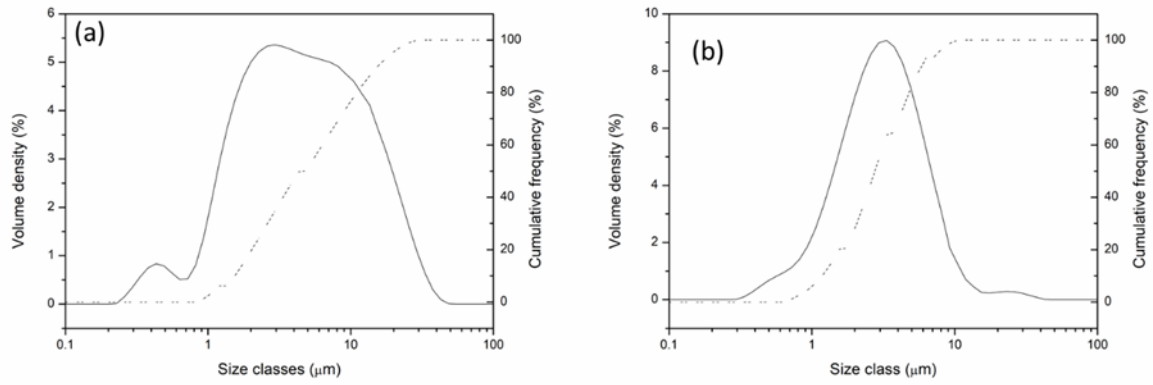 (a)
6
5
4
3
2
1
0
Volume density (%)
100
80
60
40
20
0
Cumulative frequency (%)
0.1 1 10 100
Size classes (μm)
(b)
10
8
6
4
2
0
Volume density (%)
100
80
60
40
20
0
Cumulative frequency (%)
0.1 1 10 100
Size class (μm)